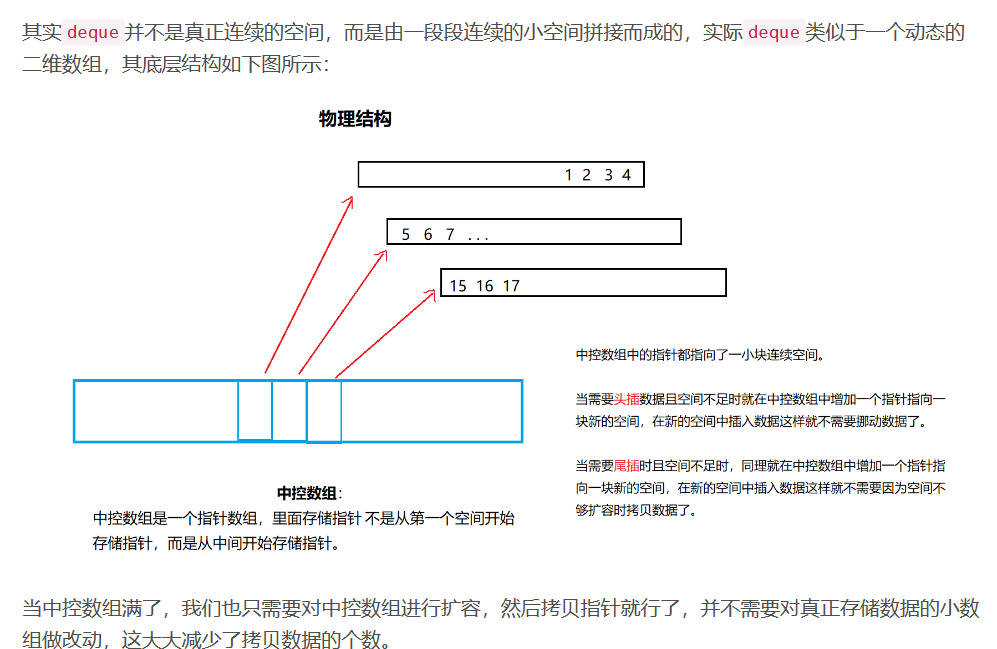 其实 deque 并不是真正连续的空间，而是由一段段连续的小空间拼接而成的，实际 deque 类似于一个动态的
二维数组，其底层结构如下图所示：
物理结构
1 2 3 4
5 6 7 ...
15 16 17
中控数组中的指针都指向了一小块连续空间。
当需要头插数据且空间不足时就在中控数组中增加一个指针指向一
块新的空间，在新的空间中插入数据这样就不需要挪动数据了。
当需要尾插时且空间不足时，同理就在中控数组中增加一个指针指
向一块新的空间，在新的空间中插入数据这样就不需要因为空间不
够扩容时拷贝数据了。
中控数组：
中控数组是一个指针数组，里面存储指针 不是从第一个空间开始
存储指针，而是从中间开始存储指针。
当中控数组满了，我们也只需要对中控数组进行扩容，然后拷贝指针就行了，并不需要对真正存储数据的小数
组做改动，这大大减少了拷贝数据的个数。